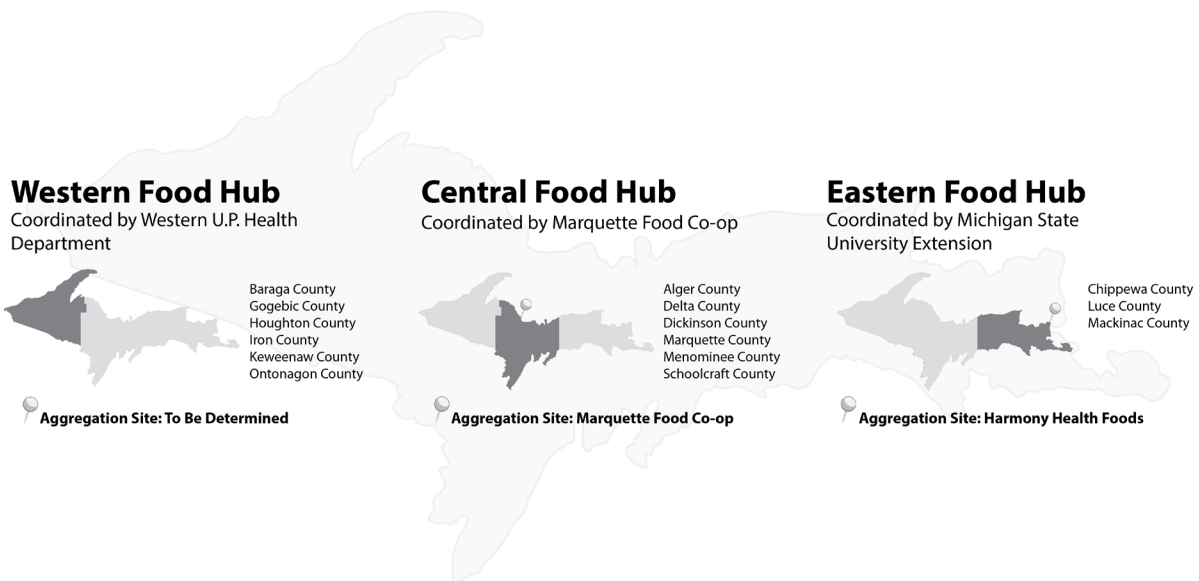 Western Food Hub
Coordinated by Western U.P. Health
Department
Baraga County
Gogebic County
Houghton County
Iron County
Keweenaw County
Ontonagon County
Aggregation Site: To Be Determined
Central Food Hub
Coordinated by Marquette Food Co-op
Alger County
Delta County
Dickinson County
Marquette County
Menominee County
Schoolcraft County
Aggregation Site: Marquette Food Co-op
Eastern Food Hub
Coordinated by Michigan State
University Extension
Chippewa County
Luce County
Mackinac County
Aggregation Site: Harmony Health Foods